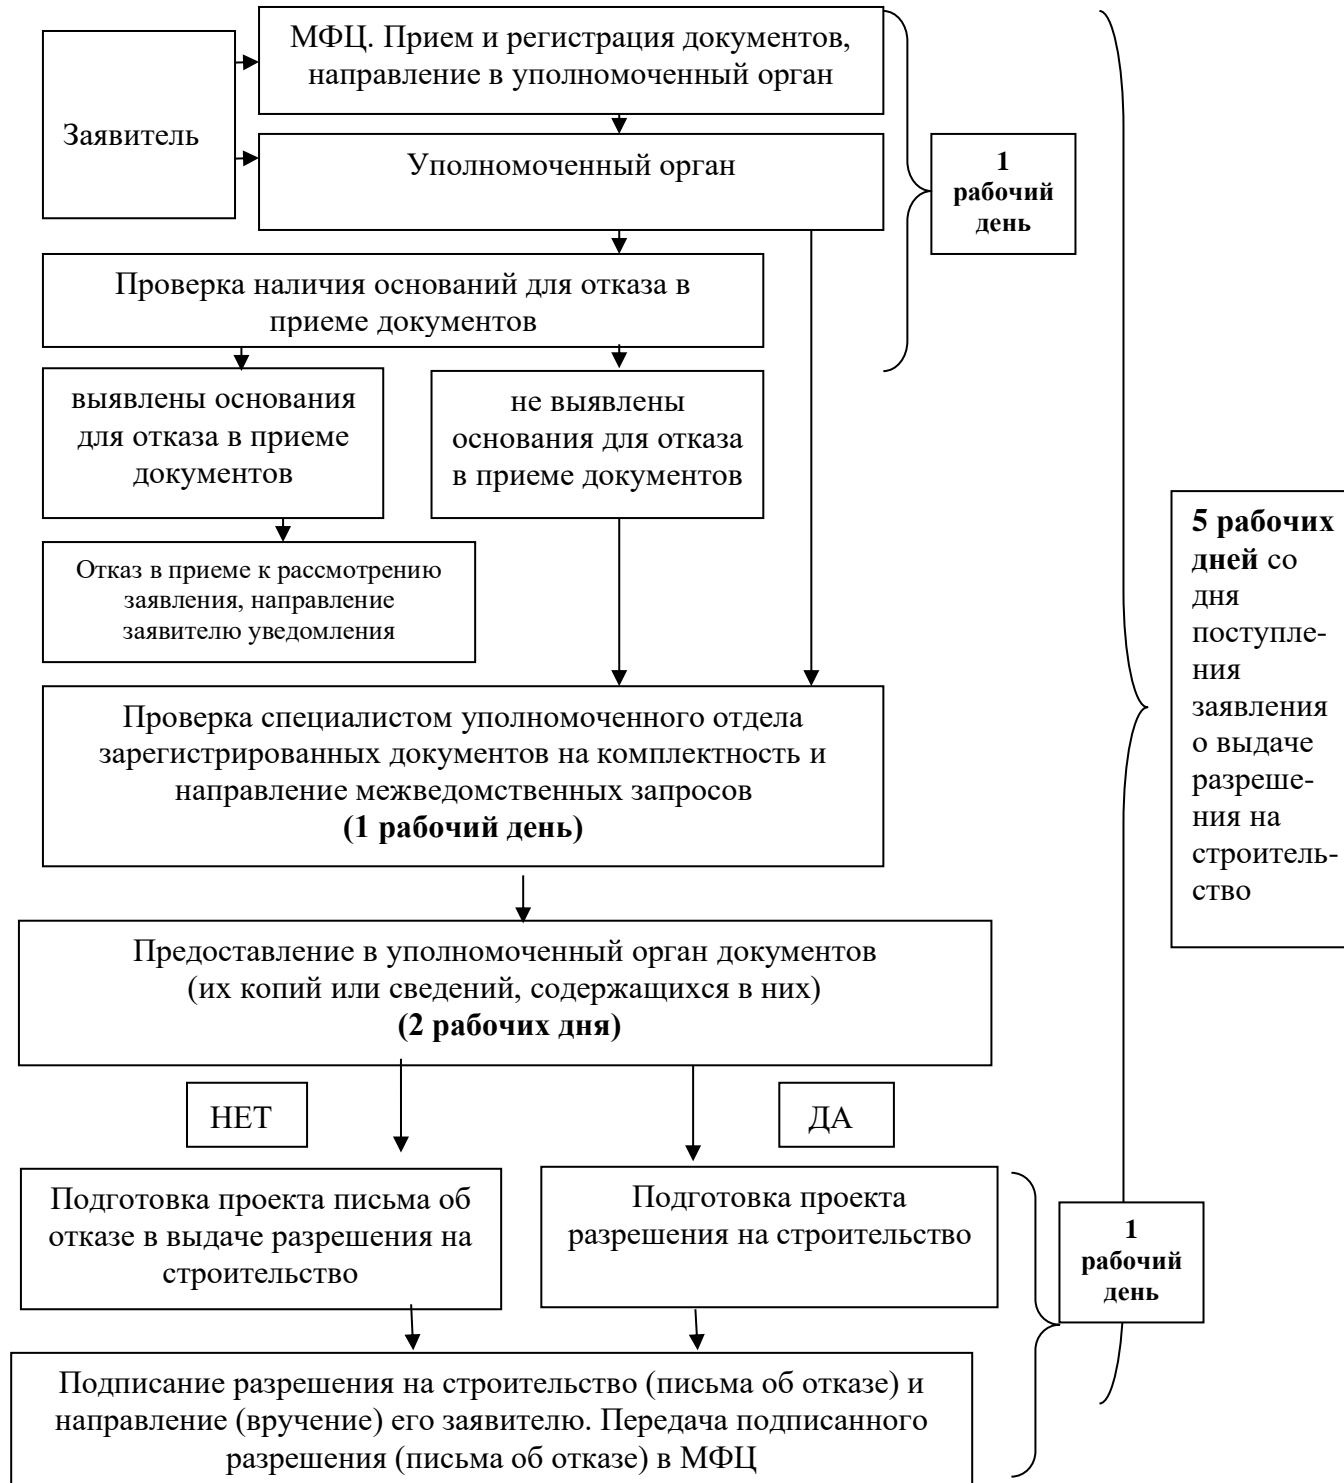 МФЦ. Прием и регистрация документов,
направление в уполномоченный орган
Заявитель
Уполномоченный орган
1
рабочий
день
Проверка наличия оснований для отказа в
приеме документов
выявлены основания
для отказа в приеме
документов
не выявлены
основания для отказа
в приеме документов
Отказ в приеме к рассмотрению
заявления, направление
заявителю уведомления
5 рабочих
дней со
дня
поступле-
ния
заявления
о выдаче
разреше-
ния на
строитель-
ство
Проверка специалистом уполномоченного отдела
зарегистрированных документов на комплектность и
направление межведомственных запросов
(1 рабочий день)
Предоставление в уполномоченный орган документов
(их копий или сведений, содержащихся в них)
(2 рабочих дня)
НЕТ
ДА
Подготовка проекта письма об
отказе в выдаче разрешения на
строительство
Подготовка проекта
разрешения на строительство
1
рабочий
день
Подписание разрешения на строительство (письма об отказе) и
направление (вручение) его заявителю. Передача подписанного
разрешения (письма об отказе) в МФЦ